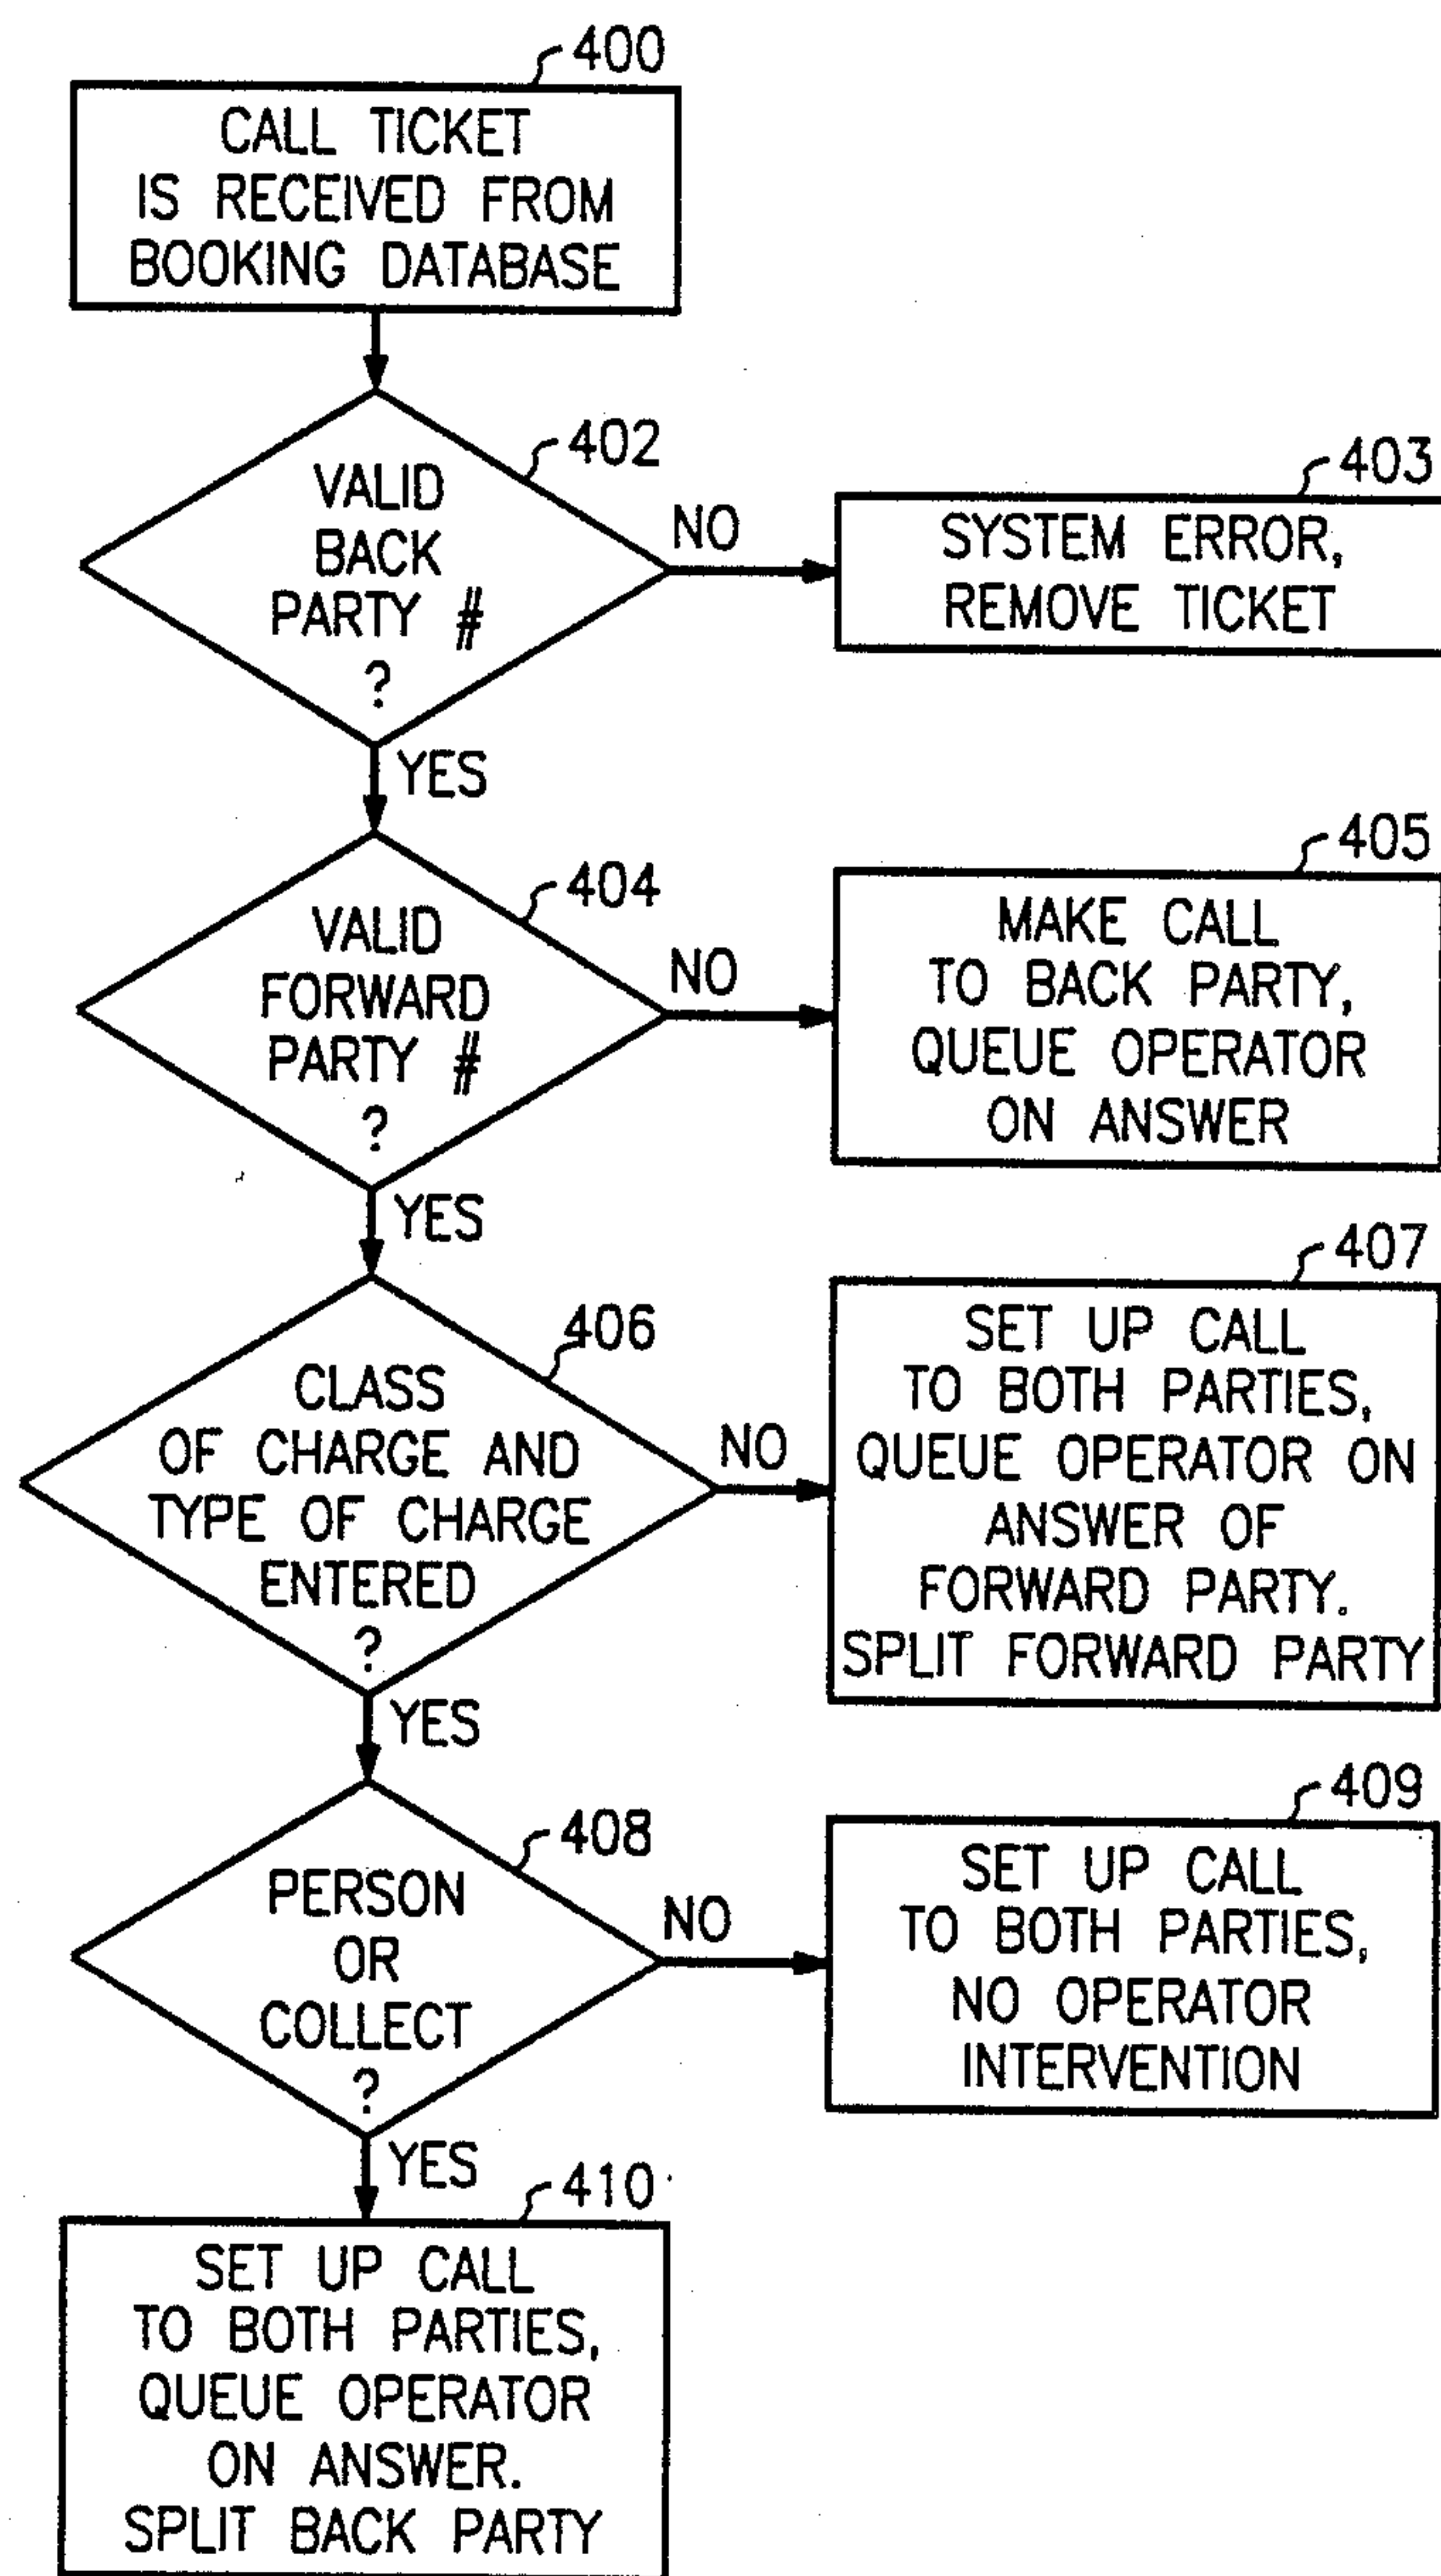 400
CALL TICKET
IS RECEIVED FROM
BOOKING DATABASE
402
VALID
BACK
PARTY #
?
NO
403
SYSTEM ERROR,
REMOVE TICKET
YES
404
VALID
FORWARD
PARTY #
?
NO
405
MAKE CALL
TO BACK PARTY,
QUEUE OPERATOR
ON ANSWER
YES
406
CLASS
OF CHARGE AND
TYPE OF CHARGE
ENTERED
?
NO
407
SET UP CALL
TO BOTH PARTIES,
QUEUE OPERATOR ON
ANSWER OF
FORWARD PARTY.
SPLIT FORWARD PARTY
YES
408
PERSON
OR
COLLECT
?
NO
409
SET UP CALL
TO BOTH PARTIES,
NO OPERATOR
INTERVENTION
YES
410
SET UP CALL
TO BOTH PARTIES,
QUEUE OPERATOR
ON ANSWER.
SPLIT BACK PARTY